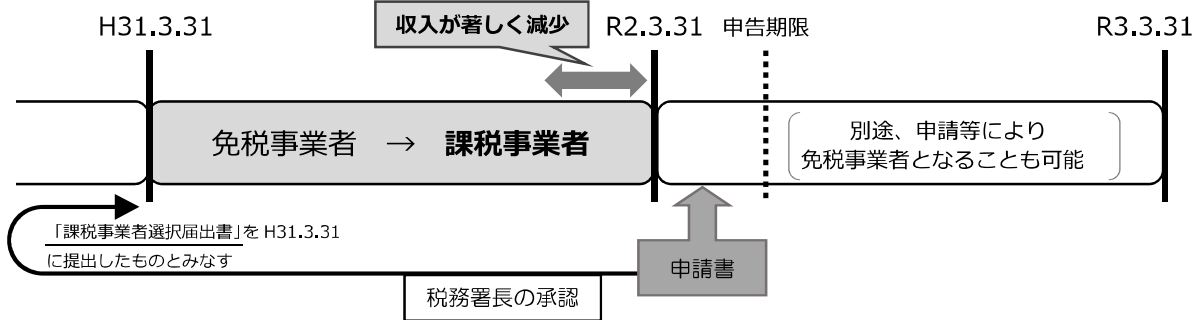 収入が著しく減少
H31.3.31
R2.3.31
申告期限
R3.3.31
免税事業者 → 課税事業者
別途、申請等により
免税事業者となることも可能
「課税事業者選択届出書」を H31.3.31
に提出したものとみなす
申請書
税務署長の承認